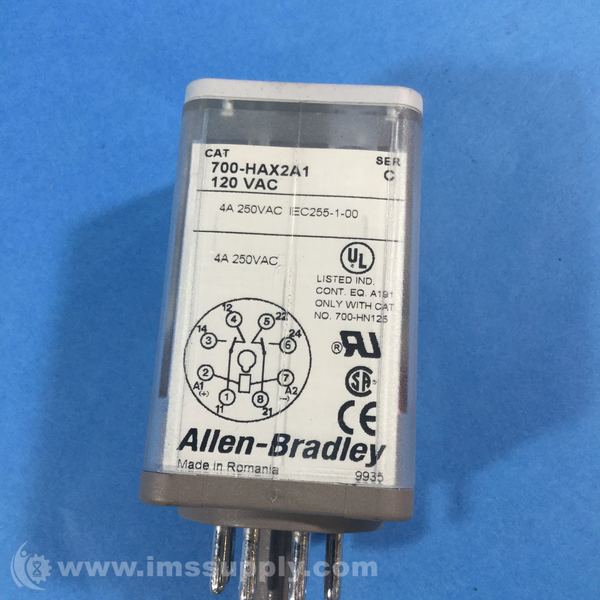 CAT
SER
700-HAX2A1
C
120 VAC
4A 250VAC IEC255-1-00
4A 250VAC
UL
LISTED IND.
CONT. EQ. A191
ONLY WITH CAT
NO. 700-HN125
12
4
5
22
14
3
6
24
2
7
A1
(+)
1
8
A2
(-)
11
21
RU
SA
CE
Allen-Bradley
Made in Romania
9935
© www.imssupply.com/